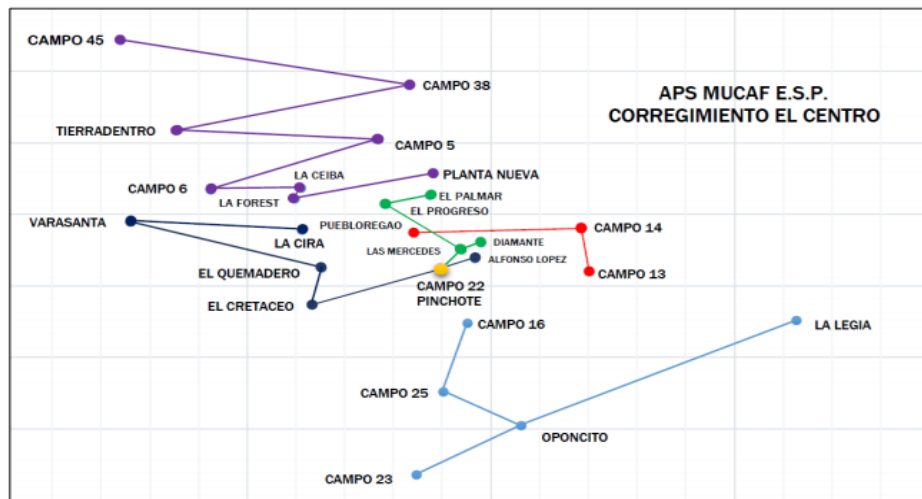 CAMPO 45
APS MUCAF E.S.P.
CORREGIMIENTO EL CENTRO
CAMPO 38
TIERRADENTRO
CAMPO 5
LA CEIBA
PLANTA NUEVA
CAMPO 6
LA FOREST
EL PALMAR
EL PROGRESO
VARASANTA
PUEBLOREGAO
CAMPO 14
LA CIRA
LAS MERCEDES
DIAMANTE
ALFONSO LOPEZ
EL QUEMADERO
CAMPO 13
CAMPO 22
PINCHOTE
EL CRETACEO
CAMPO 16
LA LEGIA
CAMPO 25
OPONCITO
CAMPO 23